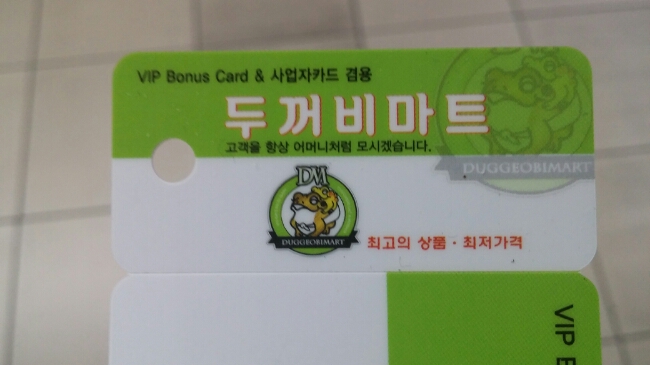 VIP Bonus Card & 사업자카드 겸용
두꺼비마트
고객을 항상 어머니처럼 모시겠습니다.
DUGGEOBIMART
DM
DUGGEOBIMART
최고의 상품·최저가격
VIP